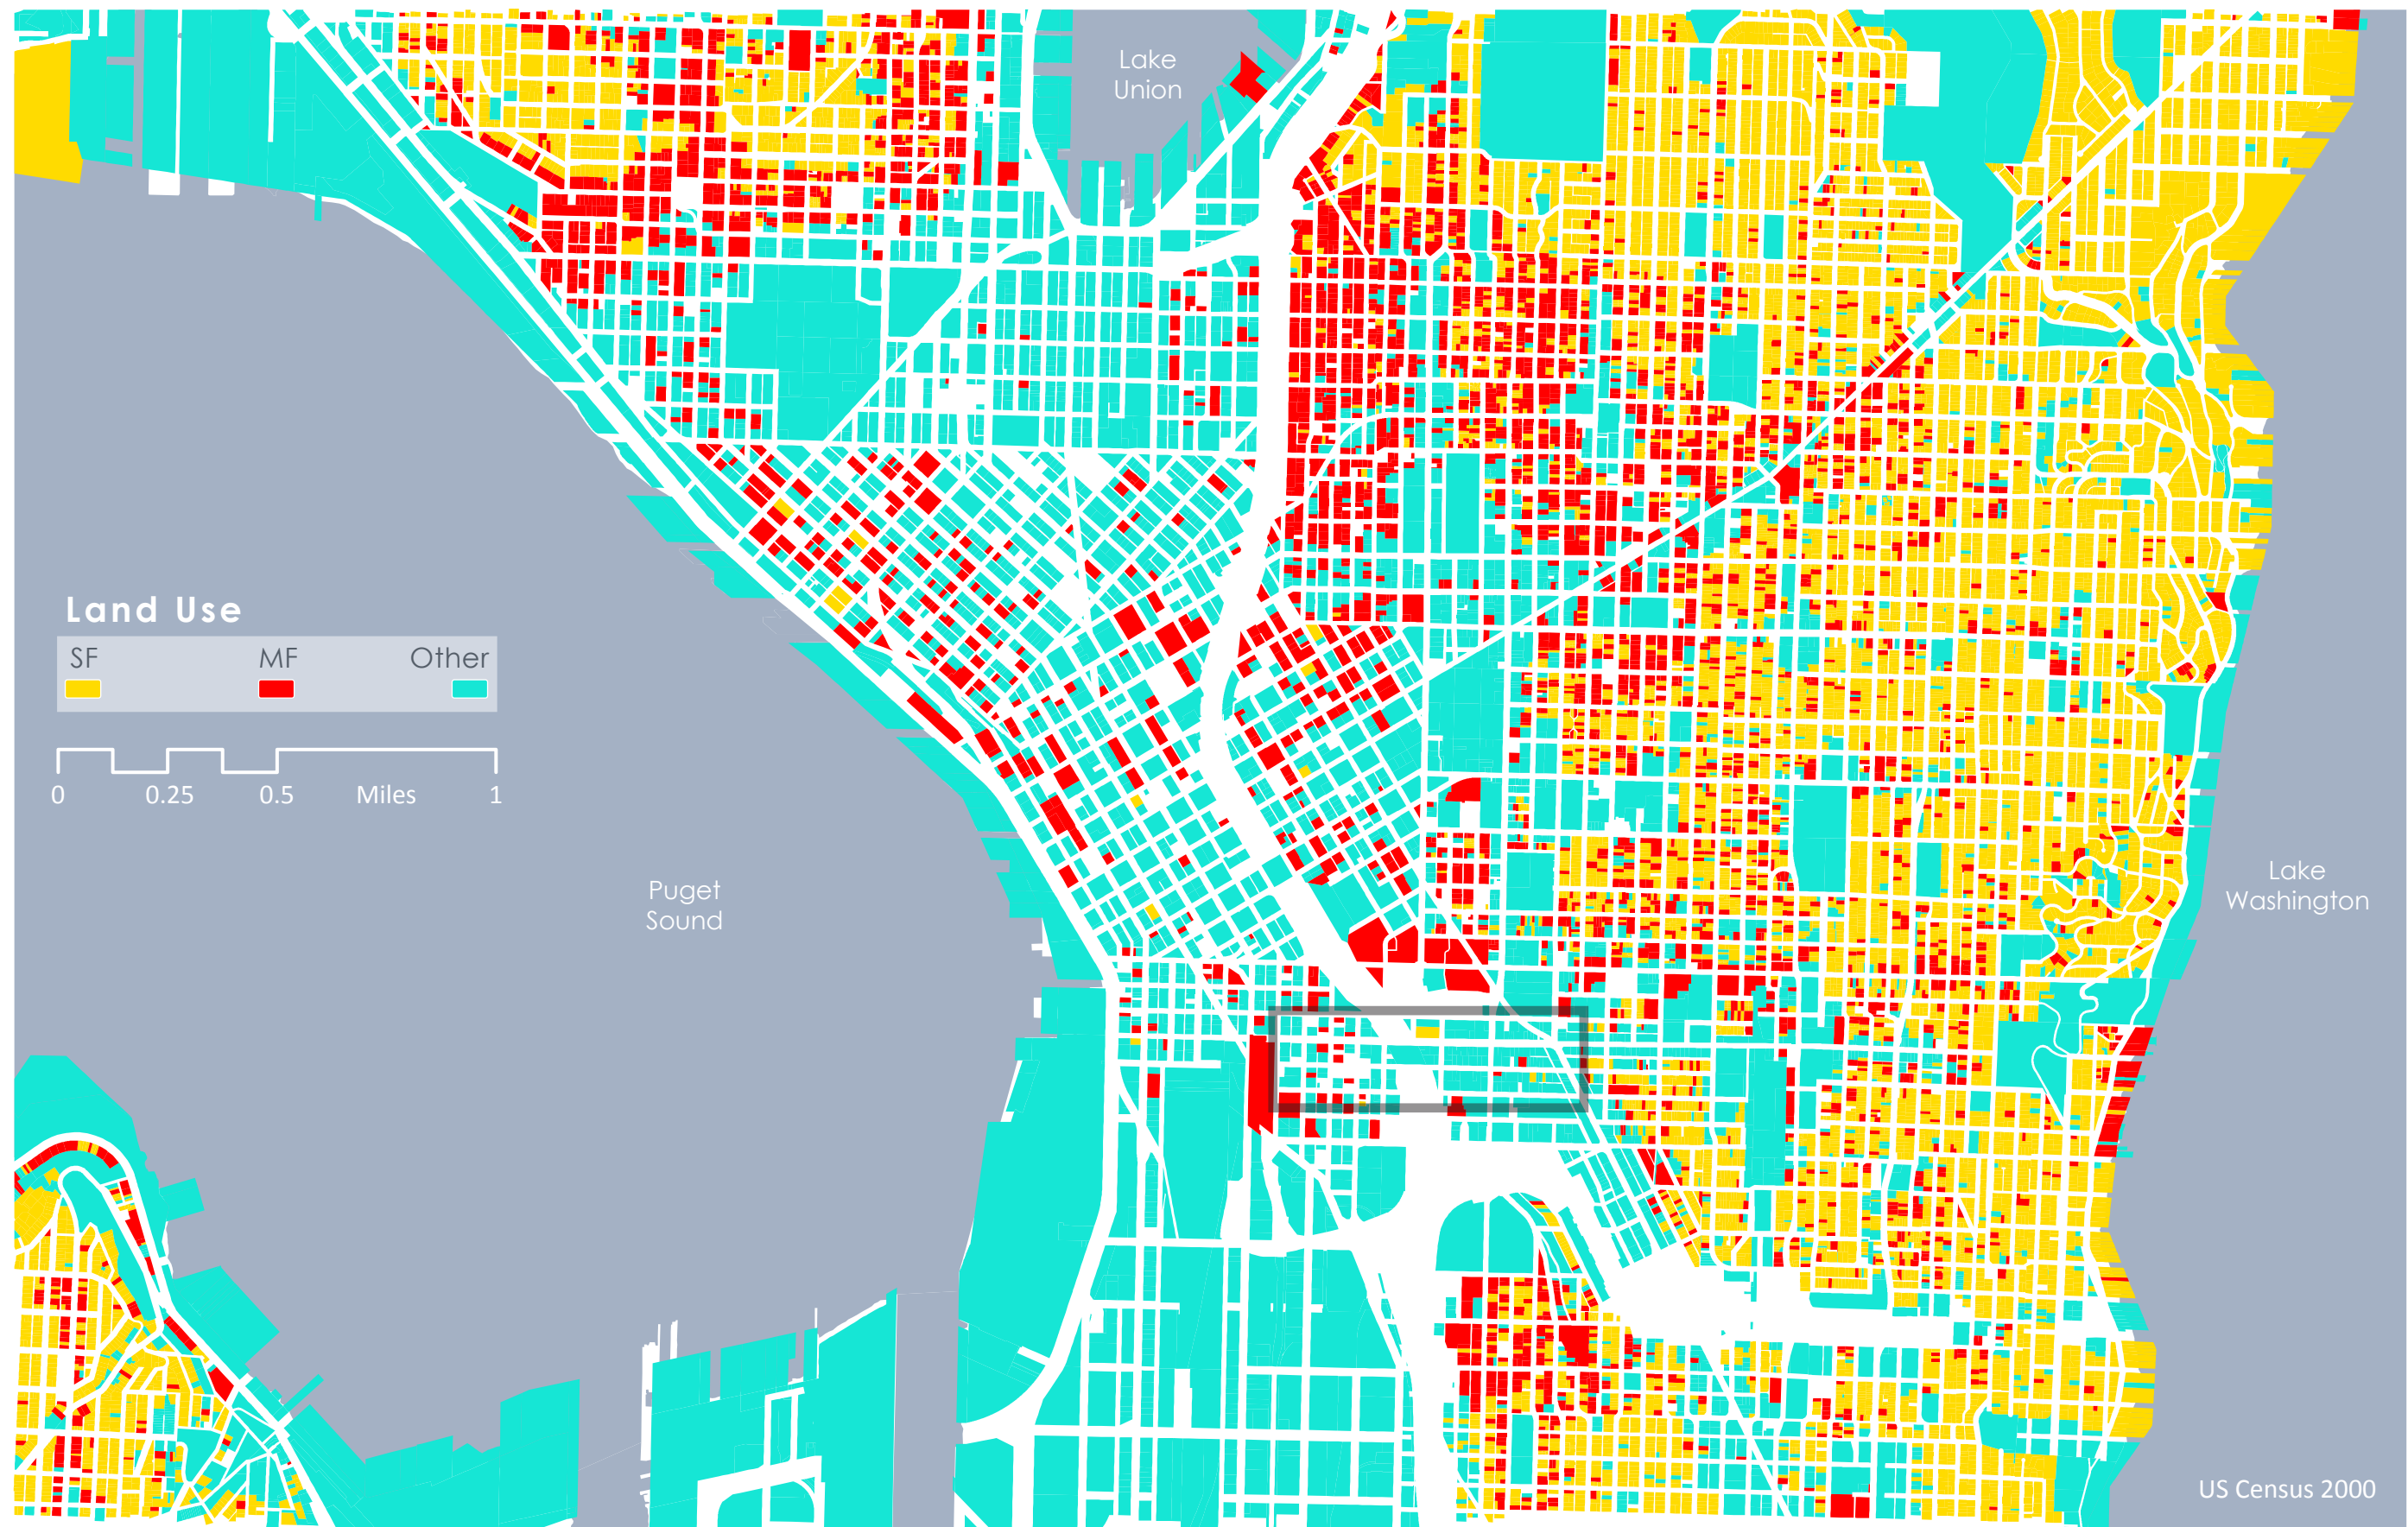 Lake
Union
Land Use
SF MF Other
0 0.25 0.5 Miles 1
Puget
Sound
Lake
Washington
US Census 2000